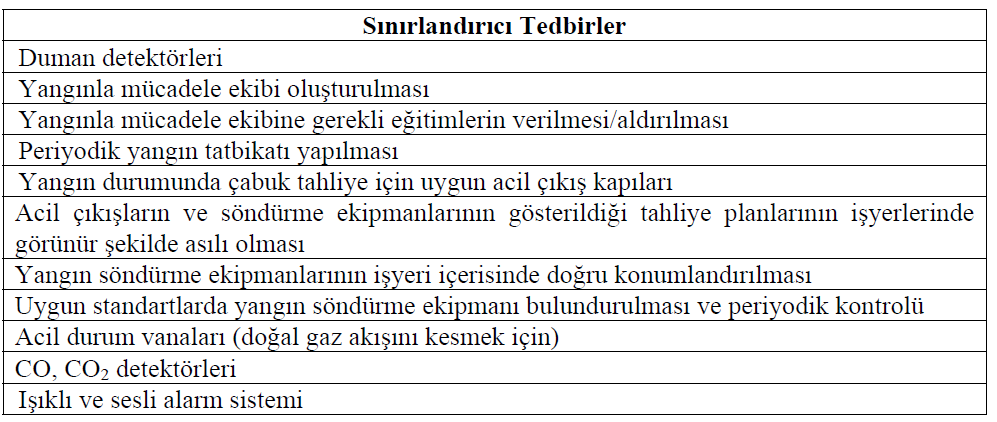 Sınırlandırıcı Tedbirler
Duman detektörleri
Yangınla mücadele ekibi oluşturulması
Yangınla mücadele ekibine gerekli eğitimlerin verilmesi/aldırılması
Periyodik yangın tatbikatı yapılması
Yangın durumunda çabuk tahliye için uygun acil çıkış kapıları
Acil çıkışların ve söndürme ekipmanlarının gösterildiği tahliye planlarının işyerlerinde
görünür şekilde asılı olması
Yangın söndürme ekipmanlarının işyeri içerisinde doğru konumlandırılması
Uygun standartlarda yangın söndürme ekipmanı bulundurulması ve periyodik kontrolü
Acil durum vanaları (doğal gaz akışını kesmek için)
CO, CO₂ detektörleri
Işıklı ve sesli alarm sistemi